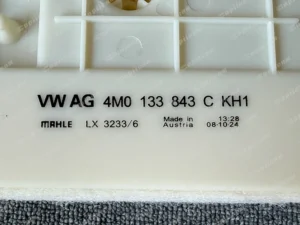 VW AG 4M0 133 843 C KH1
MAHLE LX 3233/6 Made in Austria 13:28 08-10-24